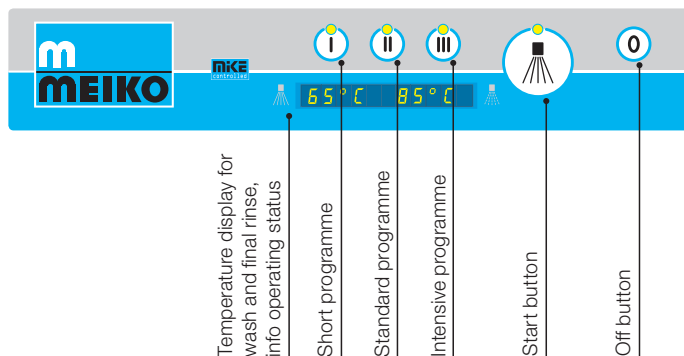 m
MEIKO
MIKE
controlled
I
II
III
0
65°C 85°C
Temperature display for
wash and final rinse,
info operating status
Short programme
Standard programme
Intensive programme
Start button
Off button